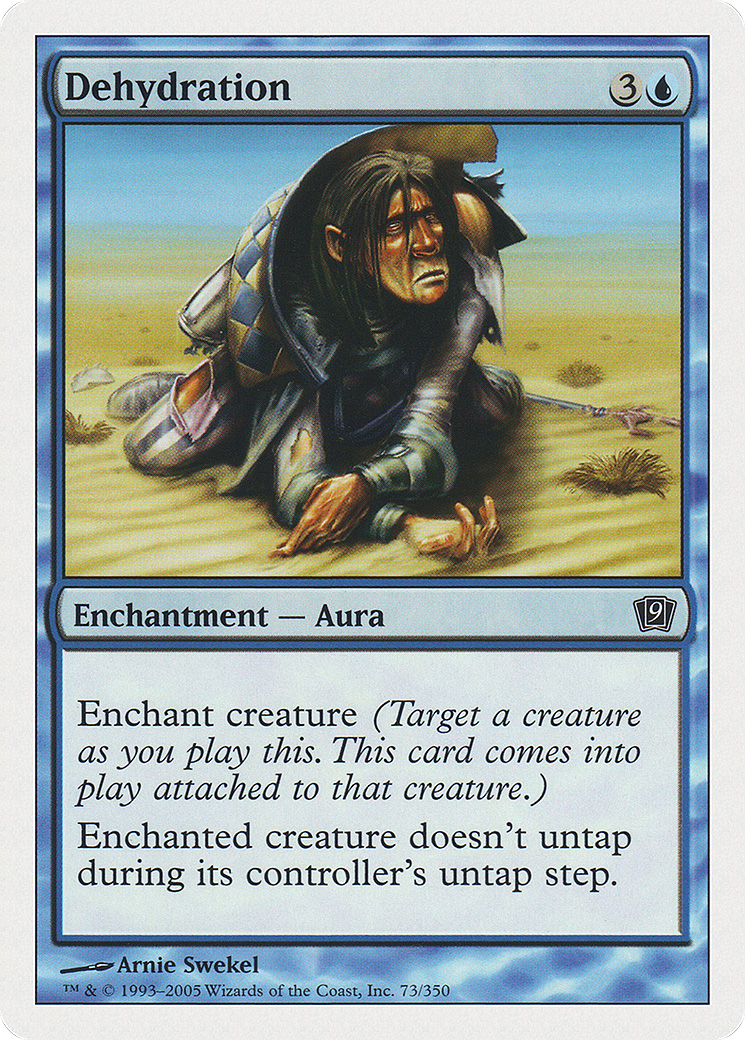 Dehydration 3
Enchantment — Aura 9
Enchant creature (Target a creature
as you play this. This card comes into
play attached to that creature.)
Enchanted creature doesn't untap
during its controller's untap step.
Arnie Swekel
™ & © 1993–2005 Wizards of the Coast, Inc. 73/350